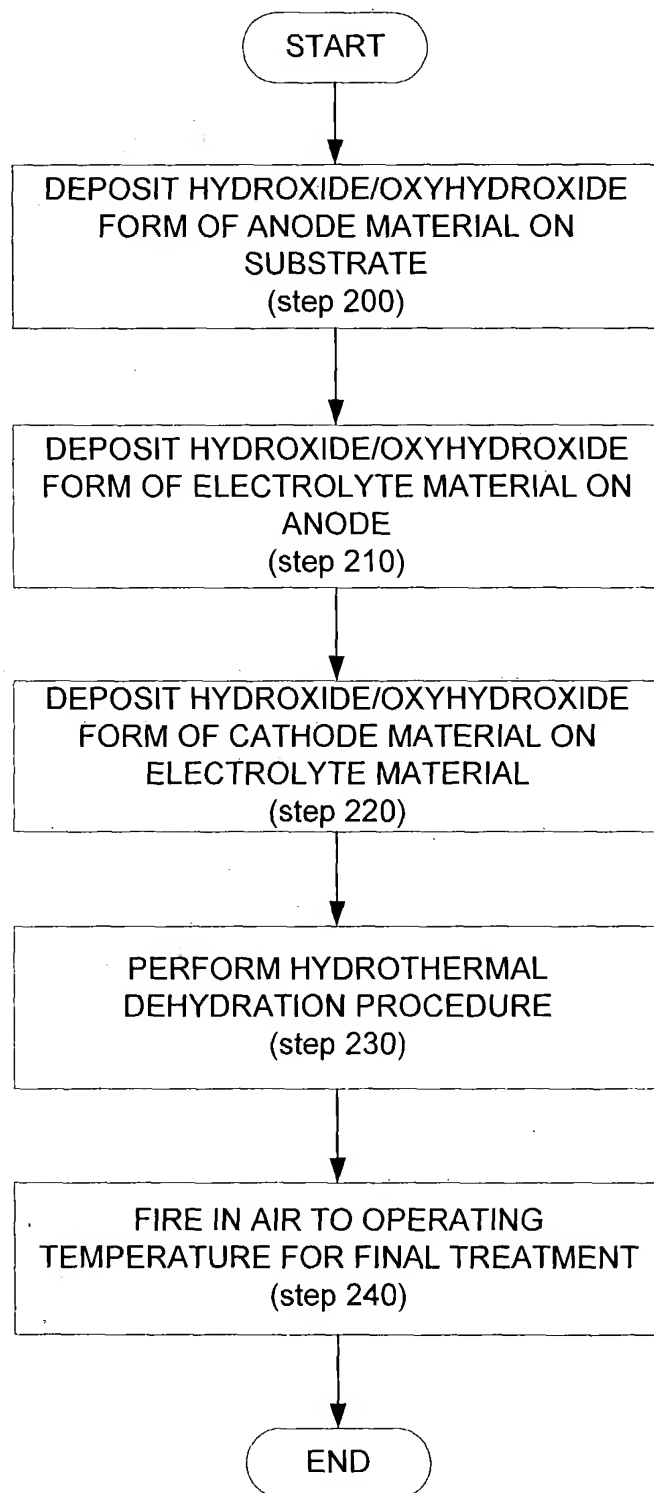 START
DEPOSIT HYDROXIDE/OXYHYDROXIDE
FORM OF ANODE MATERIAL ON
SUBSTRATE
(step 200)
DEPOSIT HYDROXIDE/OXYHYDROXIDE
FORM OF ELECTROLYTE MATERIAL ON
ANODE
(step 210)
DEPOSIT HYDROXIDE/OXYHYDROXIDE
FORM OF CATHODE MATERIAL ON
ELECTROLYTE MATERIAL
(step 220)
PERFORM HYDROTHERMAL
DEHYDRATION PROCEDURE
(step 230)
FIRE IN AIR TO OPERATING
TEMPERATURE FOR FINAL TREATMENT
(step 240)
END